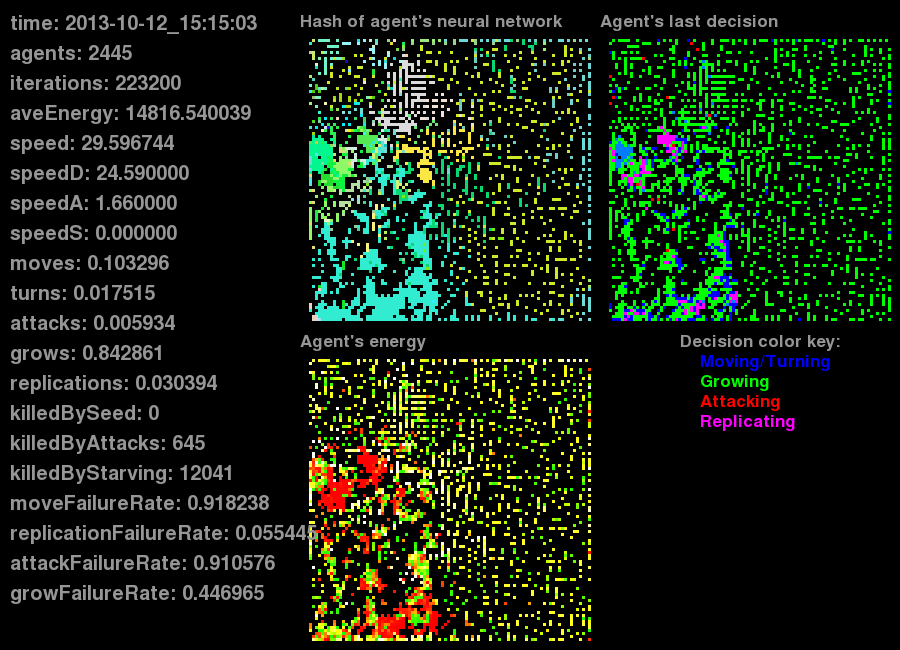 time: 2013-10-12_15:15:03
agents: 2445
iterations: 223200
aveEnergy: 14816.540039
speed: 29.596744
speedD: 24.590000
speedA: 1.660000
speedS: 0.000000
moves: 0.103296
turns: 0.017515
attacks: 0.005934
grows: 0.842861
replications: 0.030394
killedBySeed: 0
killedByAttacks: 645
killedByStarving: 12041
moveFailureRate: 0.918238
replicationFailureRate: 0.055445
attackFailureRate: 0.910576
growFailureRate: 0.446965
Hash of agent's neural network
Agent's last decision
Agent's energy
Decision color key:
Moving/Turning
Growing
Attacking
Replicating